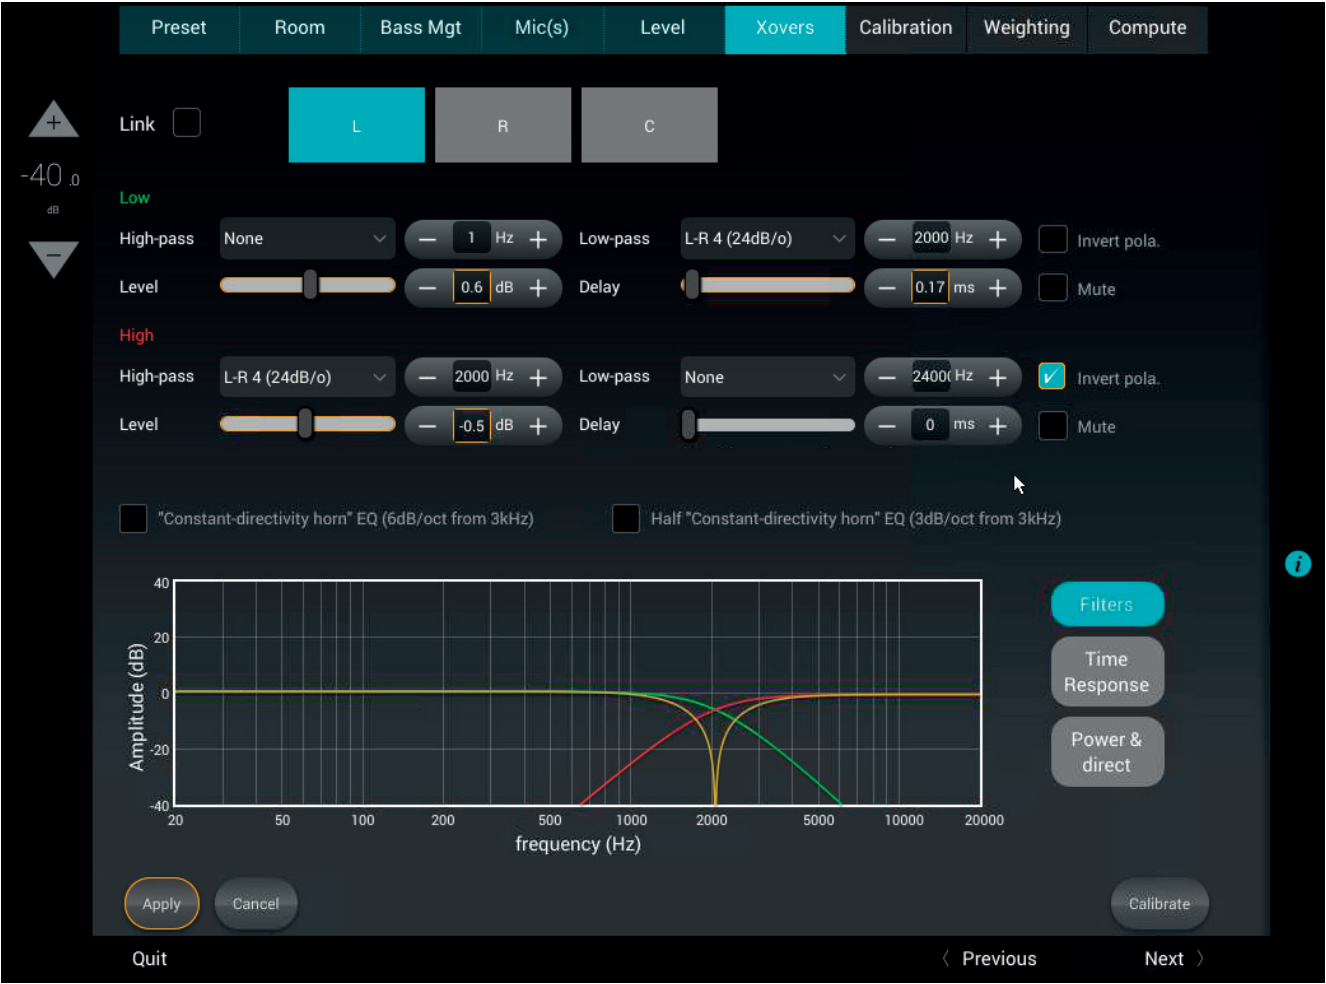 Preset Room Bass Mgt Mic(s) Level Xovers Calibration Weighting Compute
+
Link L R C
-40 .0
dB
−
Low
High-pass None − 1 Hz + Low-pass L-R 4 (24dB/o) − 2000 Hz + Invert pola.
Level − 0.6 dB + Delay − 0.17 ms + Mute
High
High-pass L-R 4 (24dB/o) − 2000 Hz + Low-pass None − 2400 Hz + Invert pola.
Level − -0.5 dB + Delay − 0 ms + Mute
"Constant-directivity horn" EQ (6dB/oct from 3kHz) Half "Constant-directivity horn" EQ (3dB/oct from 3kHz)
i
40
20
0
-20
-40
Amplitude (dB)
20 50 100 200 500 1000 2000 5000 10000 20000
frequency (Hz)
Filters
Time
Response
Power &
direct
Apply Cancel Calibrate
Quit 〈 Previous Next 〉